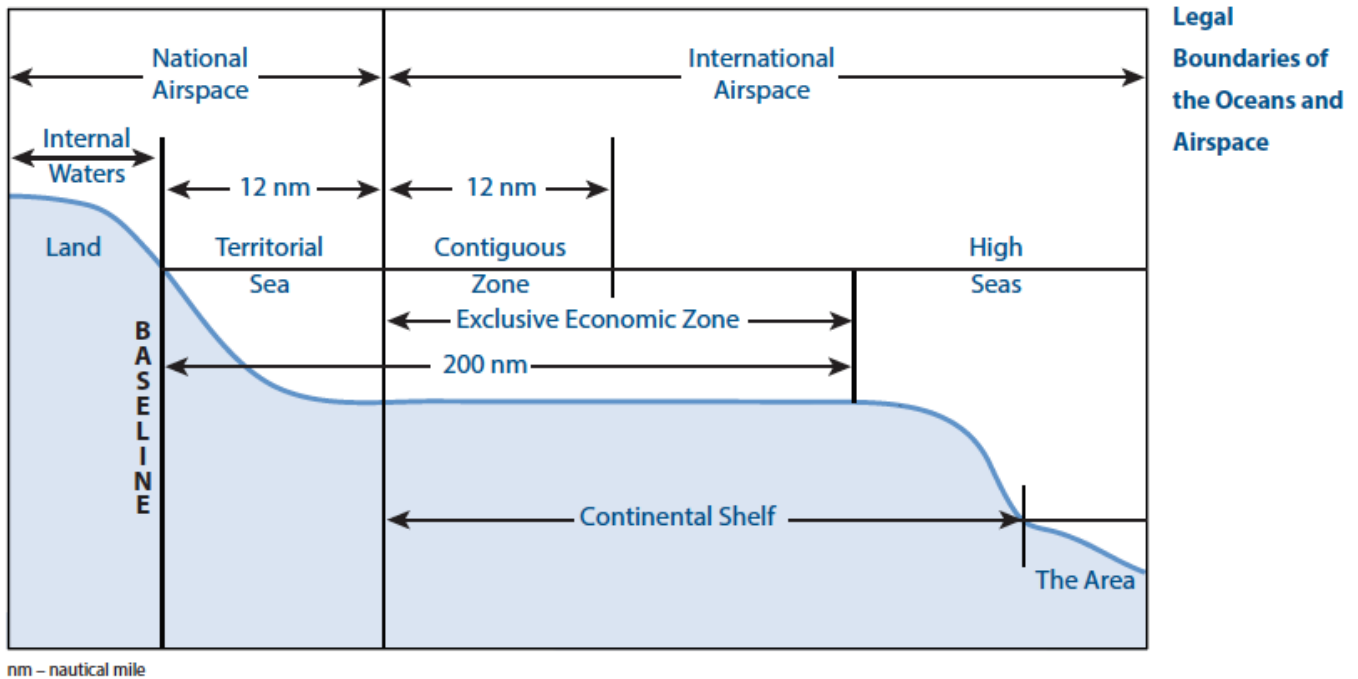 Legal
Boundaries of
the Oceans and
Airspace
National
Airspace
International
Airspace
Internal
Waters
12 nm
12 nm
Land
Territorial
Sea
Contiguous
Zone
High
Seas
Exclusive Economic Zone
200 nm
BASELINE
Continental Shelf
The Area
nm – nautical mile